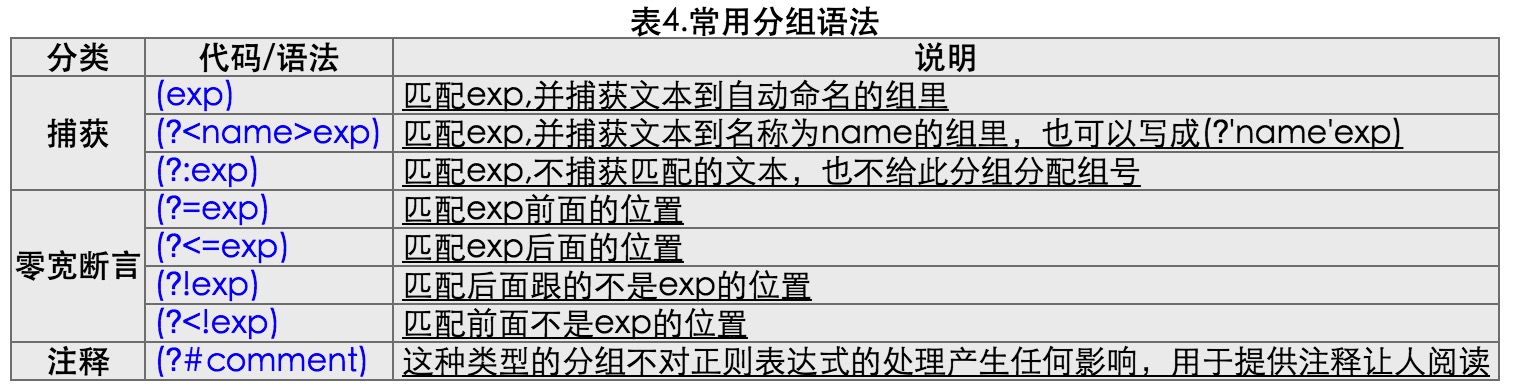 表4.常用分组语法
分类 代码/语法 说明
捕获
(exp) 匹配exp,并捕获文本到自动命名的组里
(?<name>exp) 匹配exp,并捕获文本到名称为name的组里，也可以写成(?'name'exp)
(?:exp) 匹配exp,不捕获匹配的文本，也不给此分组分配组号
零宽断言
(?=exp) 匹配exp前面的位置
(?<=exp) 匹配exp后面的位置
(?!exp) 匹配后面跟的不是exp的位置
(?<!exp) 匹配前面不是exp的位置
注释 (?#comment) 这种类型的分组不对正则表达式的处理产生任何影响，用于提供注释让人阅读